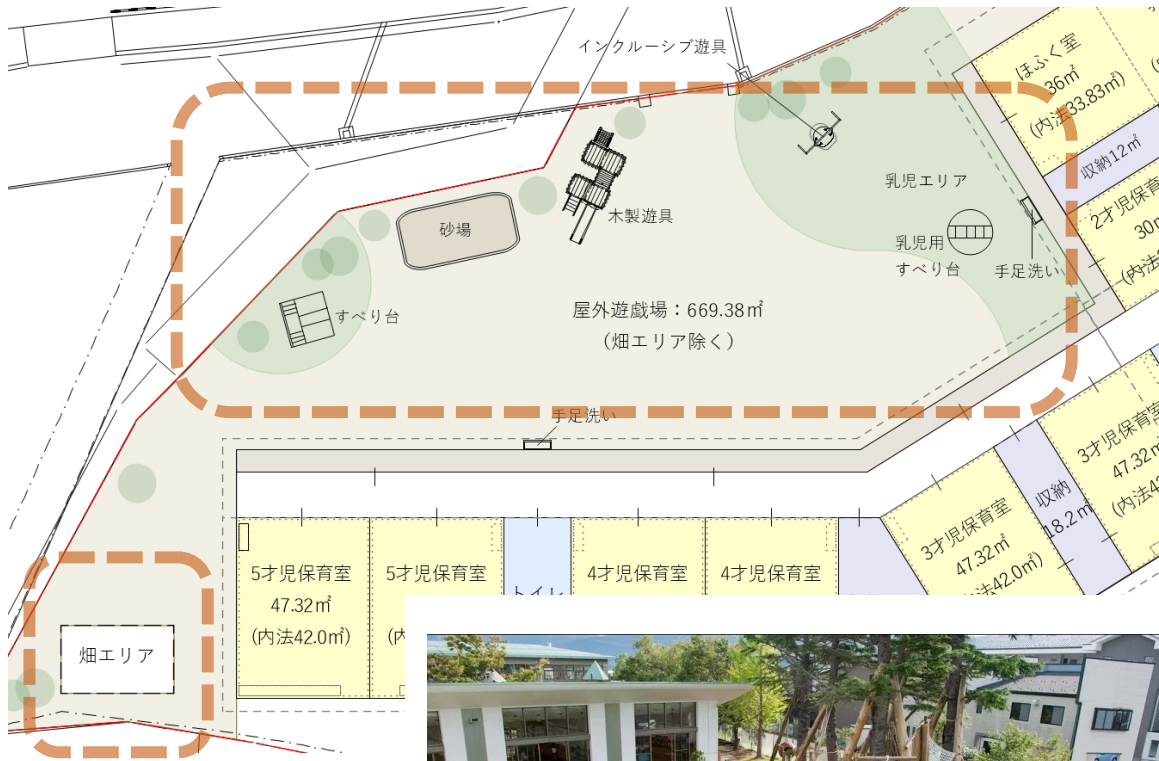 インクルーシブ遊具
ほふく室
36㎡
(内法33.83㎡)
収納12㎡
乳児エリア
2才児保育
30㎡
乳児用
すべり台
手足洗い
木製遊具
砂場
すべり台
屋外遊戯場：669.38㎡
（畑エリア除く）
手足洗い
3才児保育室
47.32㎡
収納
18.2㎡
3才児保育室
47.32㎡
内法42.0㎡)
5才児保育室
47.32㎡
(内法42.0㎡)
5才児保育室
トイレ
4才児保育室
4才児保育室
畑エリア